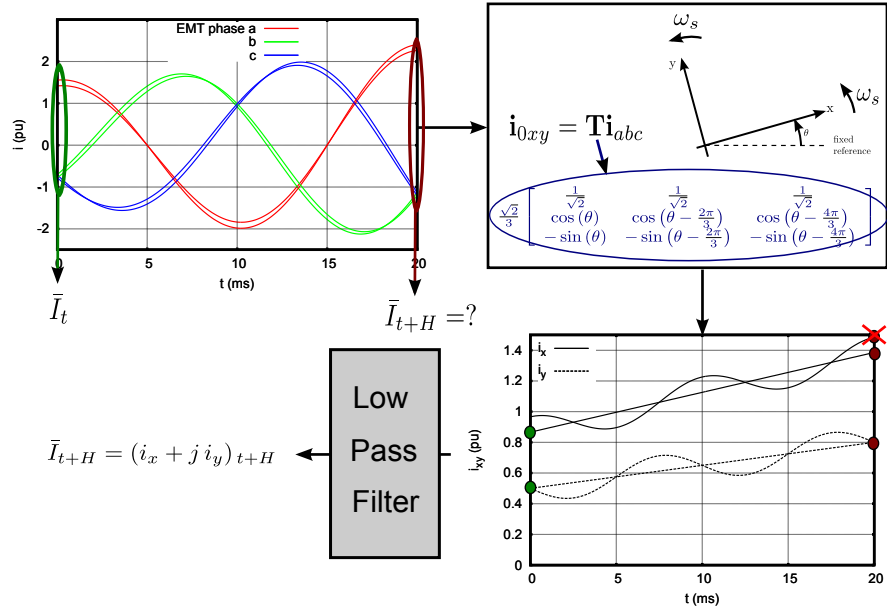 EMT phase a
b
c
2
1
0
-1
-2
i (pu)
0 5 10 15 20
t (ms)
Ī_t
Ī_{t+H} =?
ω_s
y
x
ω_s
θ
fixed
reference
i_{0xy} = Ti_{abc}
√2/3 [ 1/√2 1/√2 1/√2
cos (θ) cos (θ − 2π/3) cos (θ − 4π/3)
− sin (θ) − sin (θ − 2π/3) − sin (θ − 4π/3) ]
i_x
i_y
1.4
1.2
1
0.8
0.6
0.4
0.2
0
i_xy (pu)
0 5 10 15 20
t (ms)
Low
Pass
Filter
Ī_{t+H} = (i_x + j i_y)_{t+H}